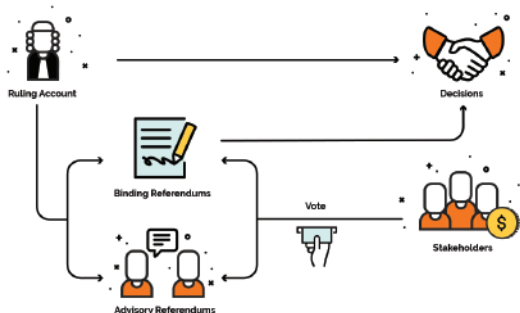 Ruling Account
Decisions
Binding Referendums
Vote
$
Stakeholders
Advisory Referendums